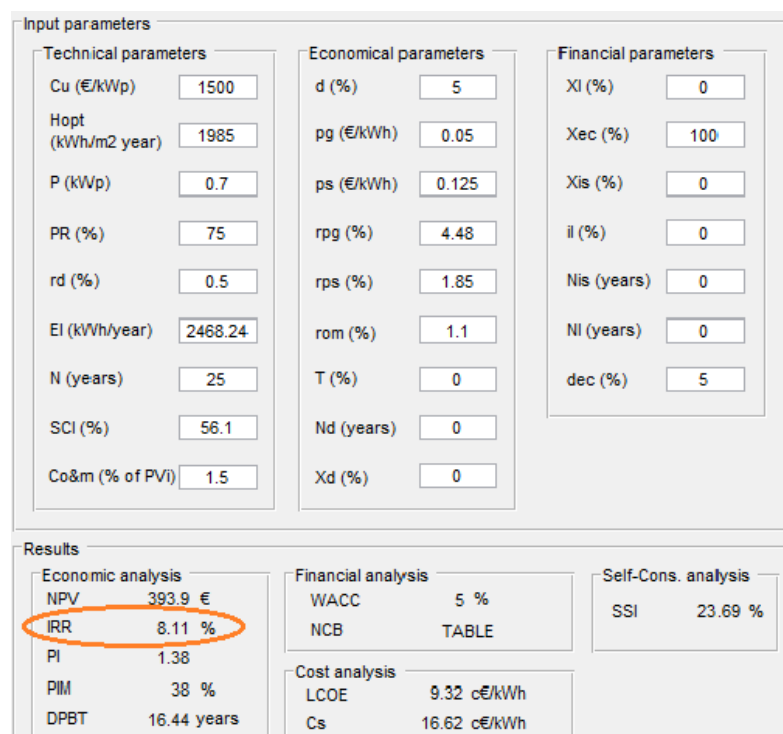 Input parameters
Technical parameters
Cu (€/kWp) 1500
Hopt
(kWh/m2 year) 1985
P (kWp) 0.7
PR (%) 75
rd (%) 0.5
El (kWh/year) 2468.24
N (years) 25
SCI (%) 56.1
Co&m (% of PVi) 1.5
Economical parameters
d (%) 5
pg (€/kWh) 0.05
ps (€/kWh) 0.125
rpg (%) 4.48
rps (%) 1.85
rom (%) 1.1
T (%) 0
Nd (years) 0
Xd (%) 0
Financial parameters
Xl (%) 0
Xec (%) 100
Xis (%) 0
il (%) 0
Nis (years) 0
Nl (years) 0
dec (%) 5
Results
Economic analysis
NPV 393.9 €
IRR 8.11 %
PI 1.38
PIM 38 %
DPBT 16.44 years
Financial analysis
WACC 5 %
NCB TABLE
Cost analysis
LCOE 9.32 c€/kWh
Cs 16.62 c€/kWh
Self-Cons. analysis
SSI 23.69 %